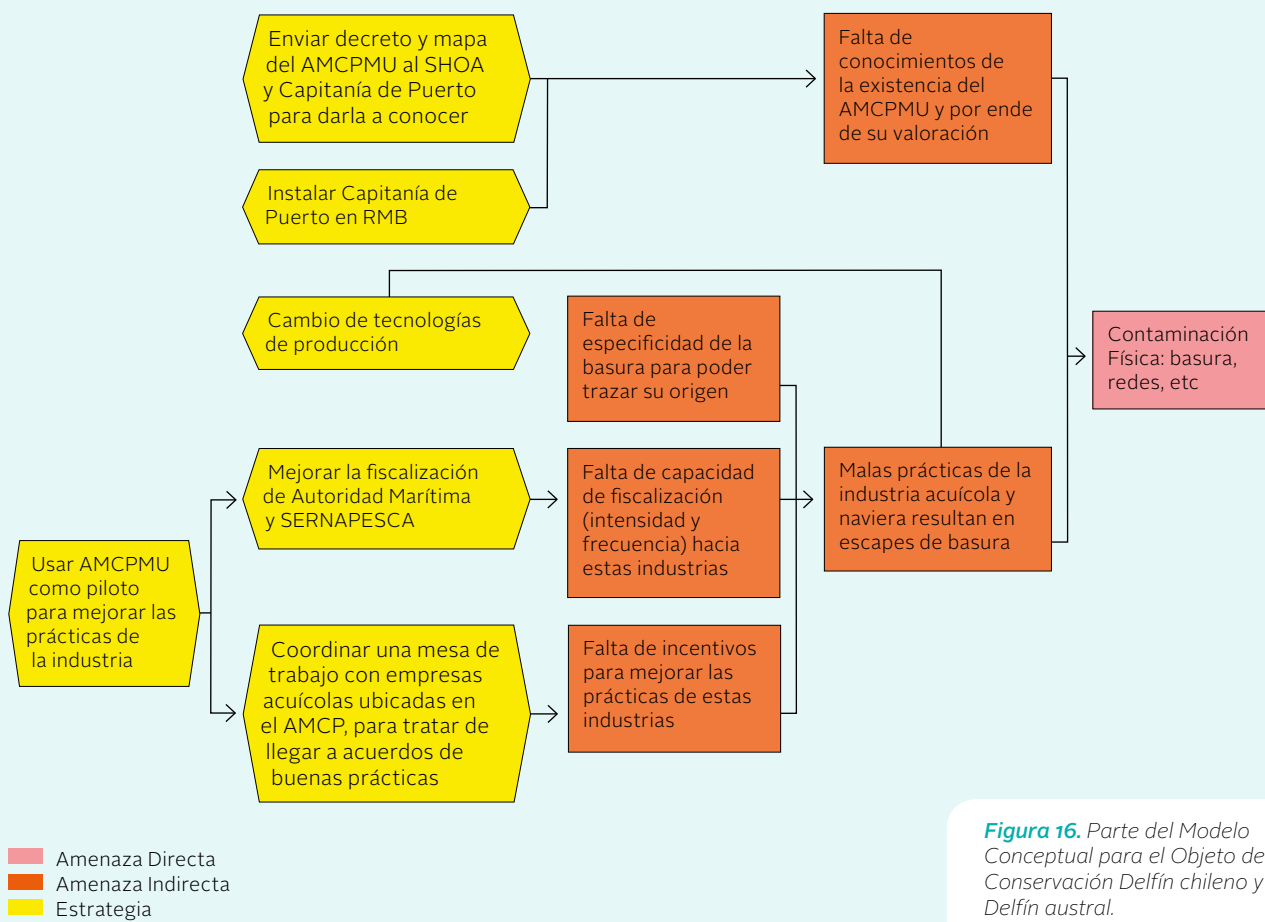 Enviar decreto y mapa
del AMCPMU al SHOA
y Capitanía de Puerto
para darla a conocer
Falta de
conocimientos de
la existencia del
AMCPMU y por ende
de su valoración
Instalar Capitanía de
Puerto en RMB
Cambio de tecnologías
de producción
Falta de
especificidad de la
basura para poder
trazar su origen
Contaminación
Física: basura,
redes, etc
Mejorar la fiscalización
de Autoridad Marítima
y SERNAPESCA
Falta de capacidad
de fiscalización
(intensidad y
frecuencia) hacia
estas industrias
Malas prácticas de la
industria acuícola y
naviera resultan en
escapes de basura
Usar AMCPMU
como piloto
para mejorar las
prácticas de
la industria
Coordinar una mesa de
trabajo con empresas
acuícolas ubicadas en
el AMCP, para tratar de
llegar a acuerdos de
buenas prácticas
Falta de incentivos
para mejorar las
prácticas de estas
industrias
Amenaza Directa
Amenaza Indirecta
Estrategia
Figura 16. Parte del Modelo
Conceptual para el Objeto de
Conservación Delfín chileno y
Delfín austral.